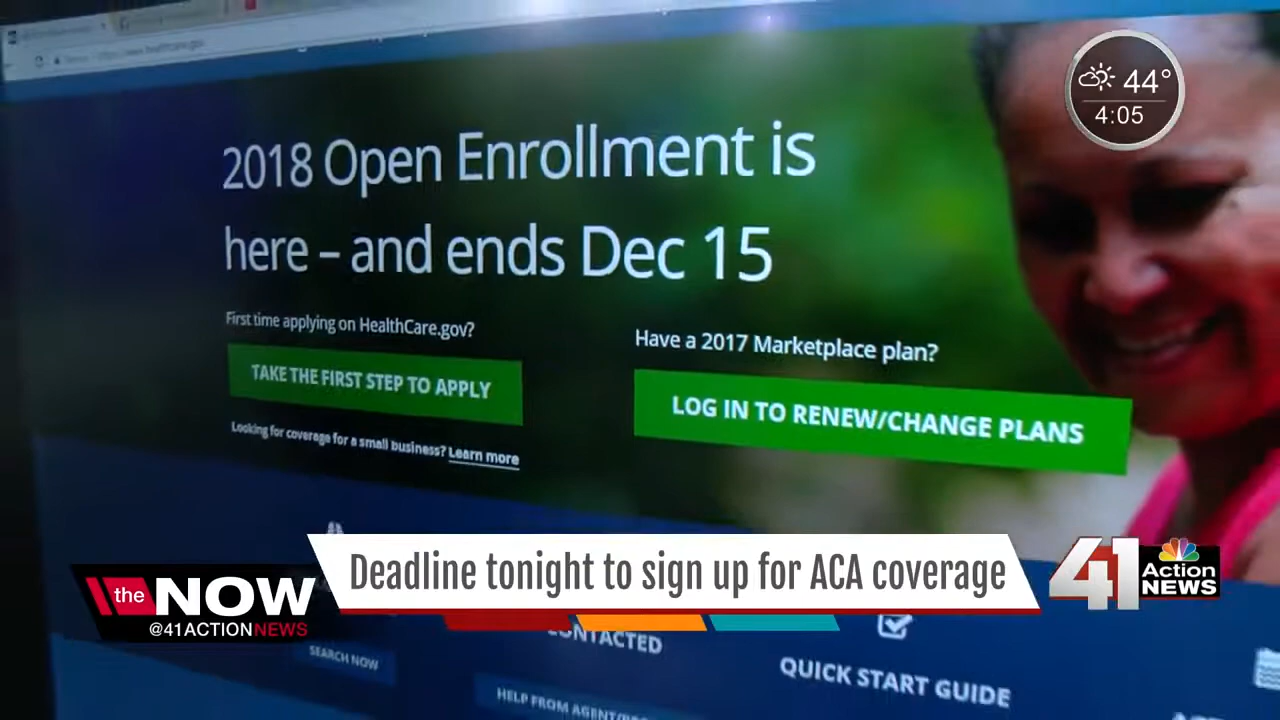 44°
4:05
2018 Open Enrollment is
here – and ends Dec 15
First time applying on HealthCare.gov?
Have a 2017 Marketplace plan?
TAKE THE FIRST STEP TO APPLY
LOG IN TO RENEW/CHANGE PLANS
Looking for coverage for a small business? Learn more
Deadline tonight to sign up for ACA coverage
the NOW
@41ACTIONNEWS
41 Action NEWS
SEARCH NOW
QUICK START GUIDE
HELP FROM